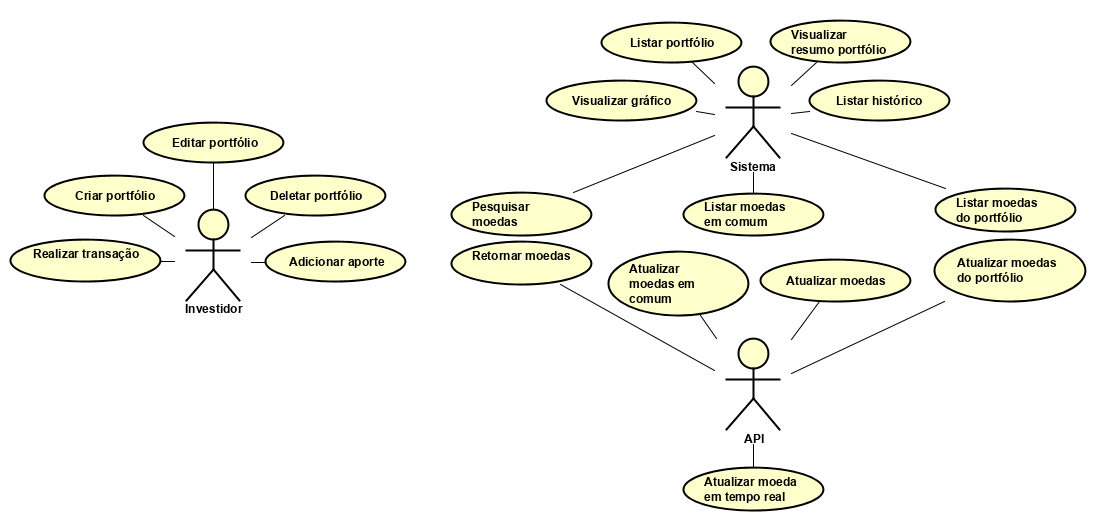 Listar portfólio
Visualizar
resumo portfólio
Visualizar gráfico
Listar histórico
Sistema
Editar portfólio
Criar portfólio
Deletar portfólio
Realizar transação
Adicionar aporte
Investidor
Pesquisar
moedas
Listar moedas
em comum
Listar moedas
do portfólio
Retornar moedas
Atualizar
moedas em
comum
Atualizar moedas
Atualizar moedas
do portfólio
API
Atualizar moeda
em tempo real